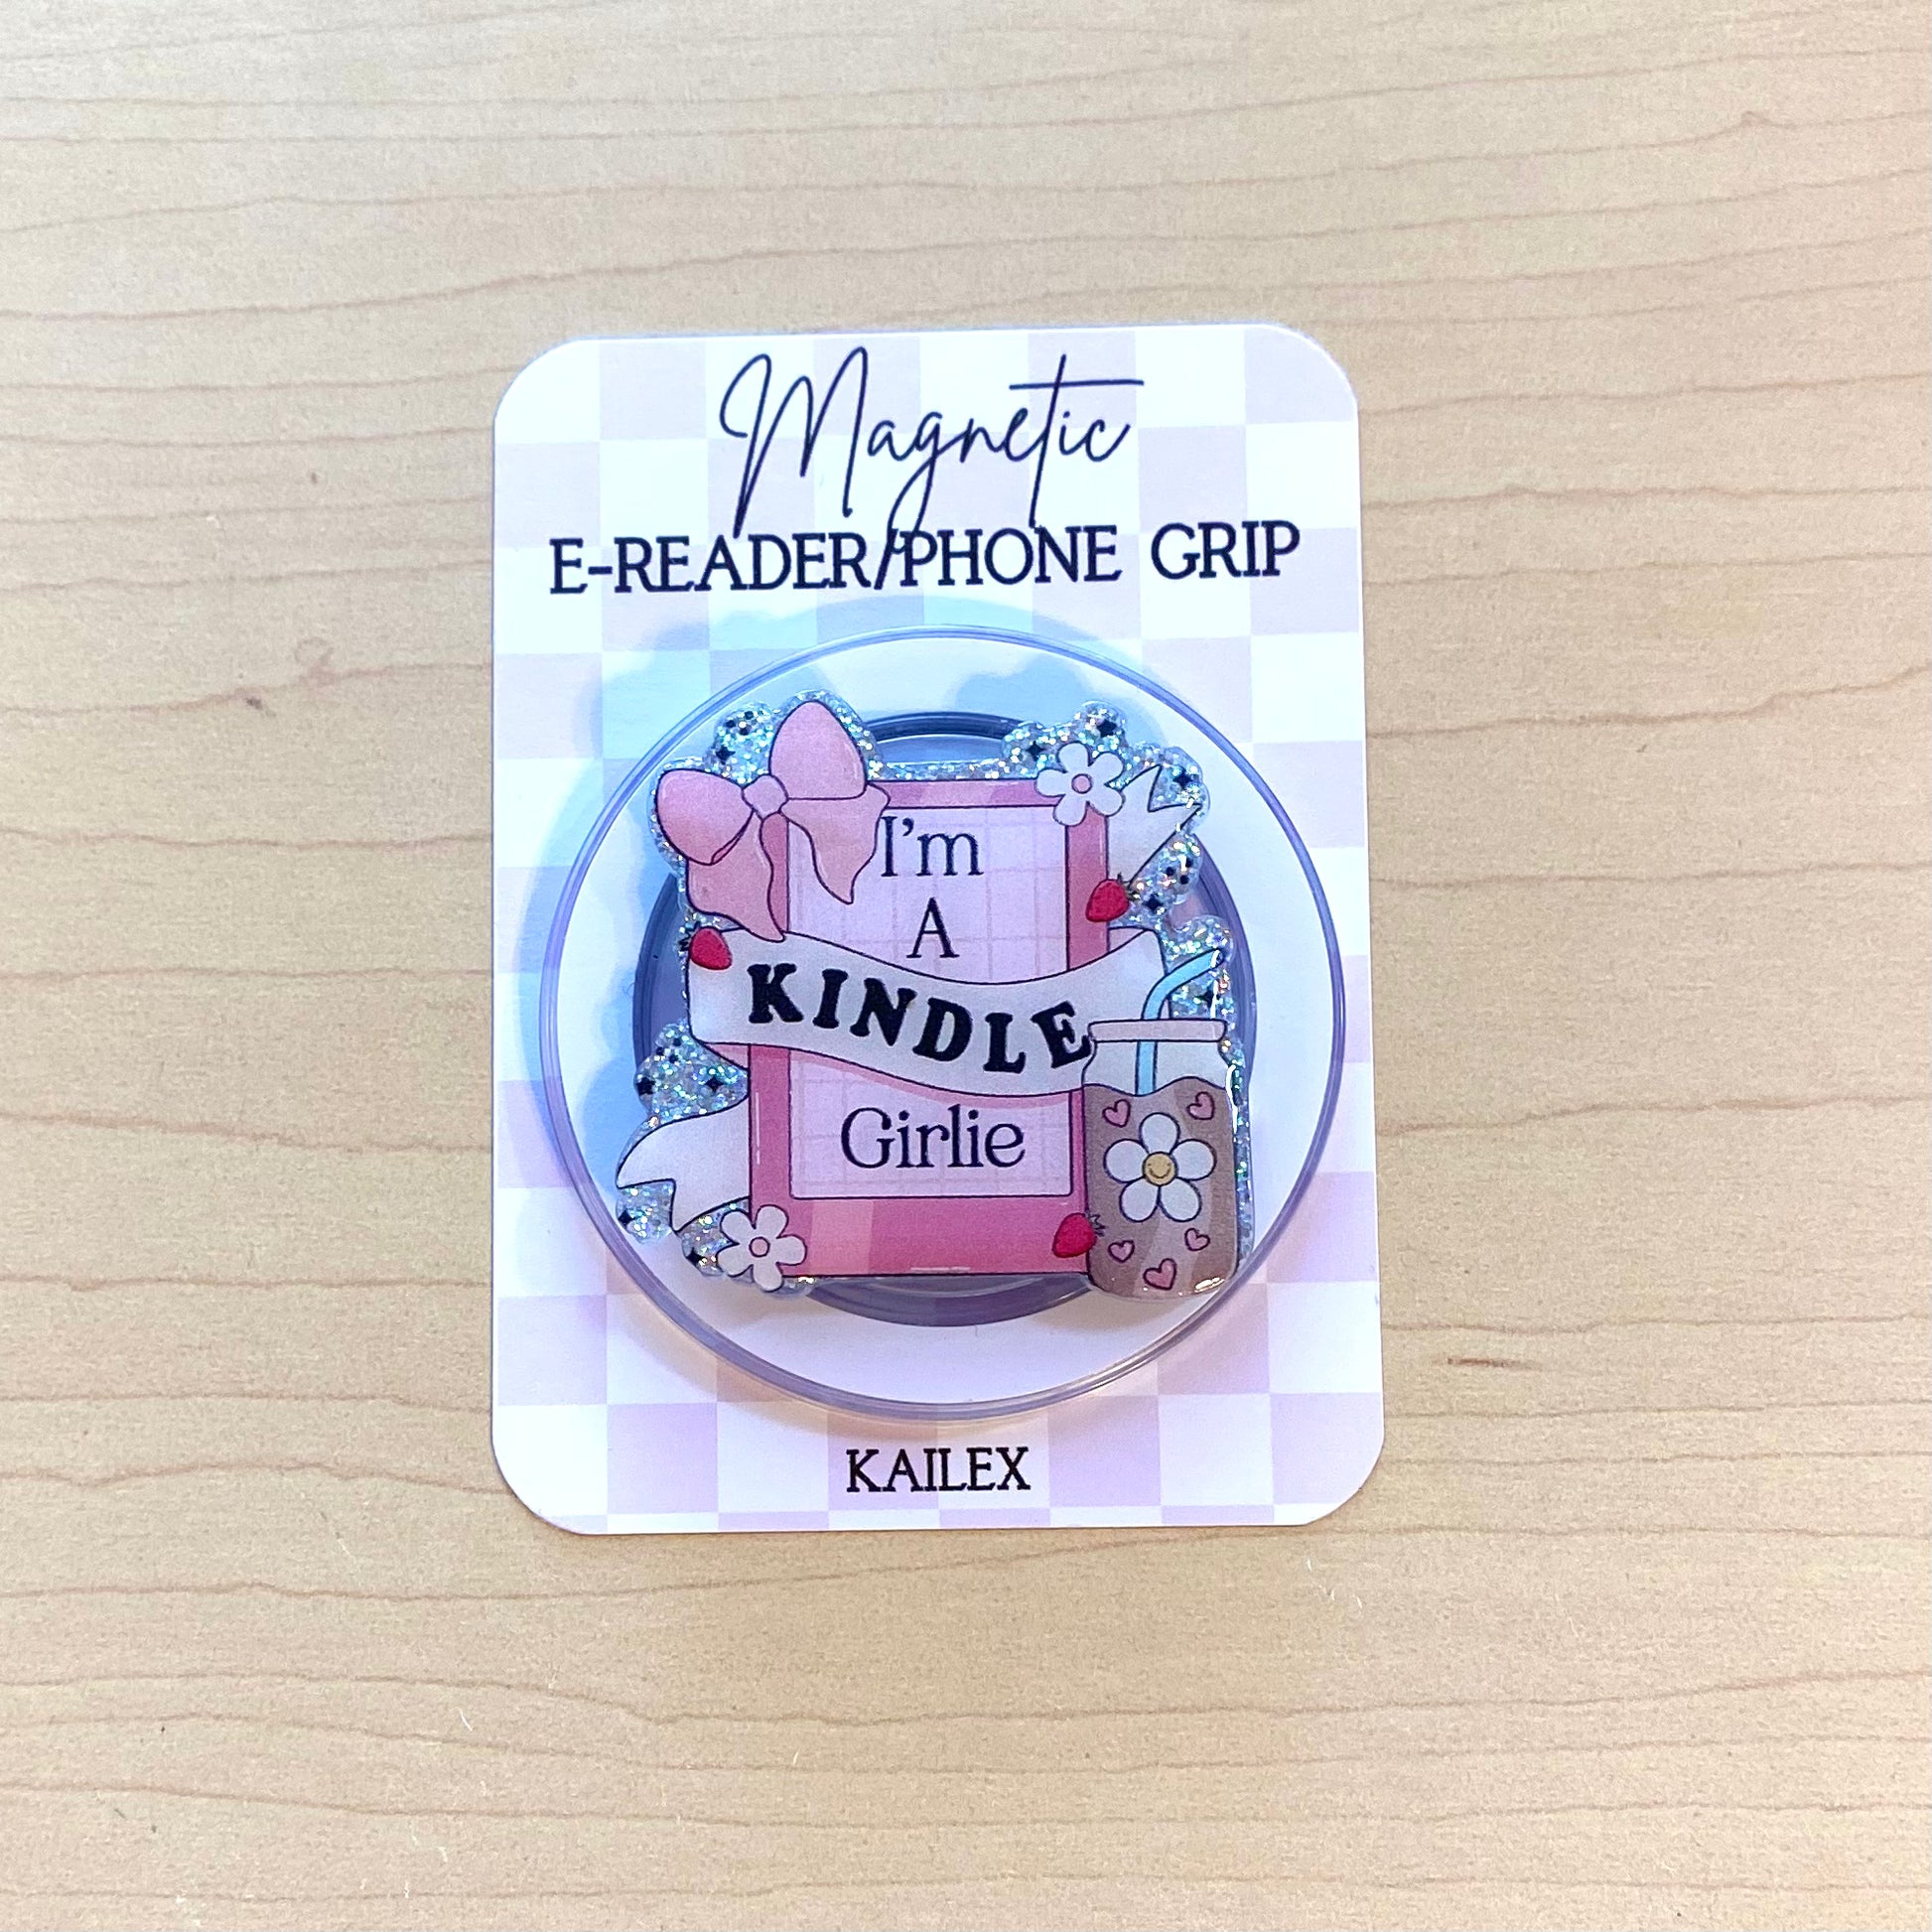 Magnetic
E-READER/PHONE GRIP
I'm
A
KINDLE
Girlie
KAILEX